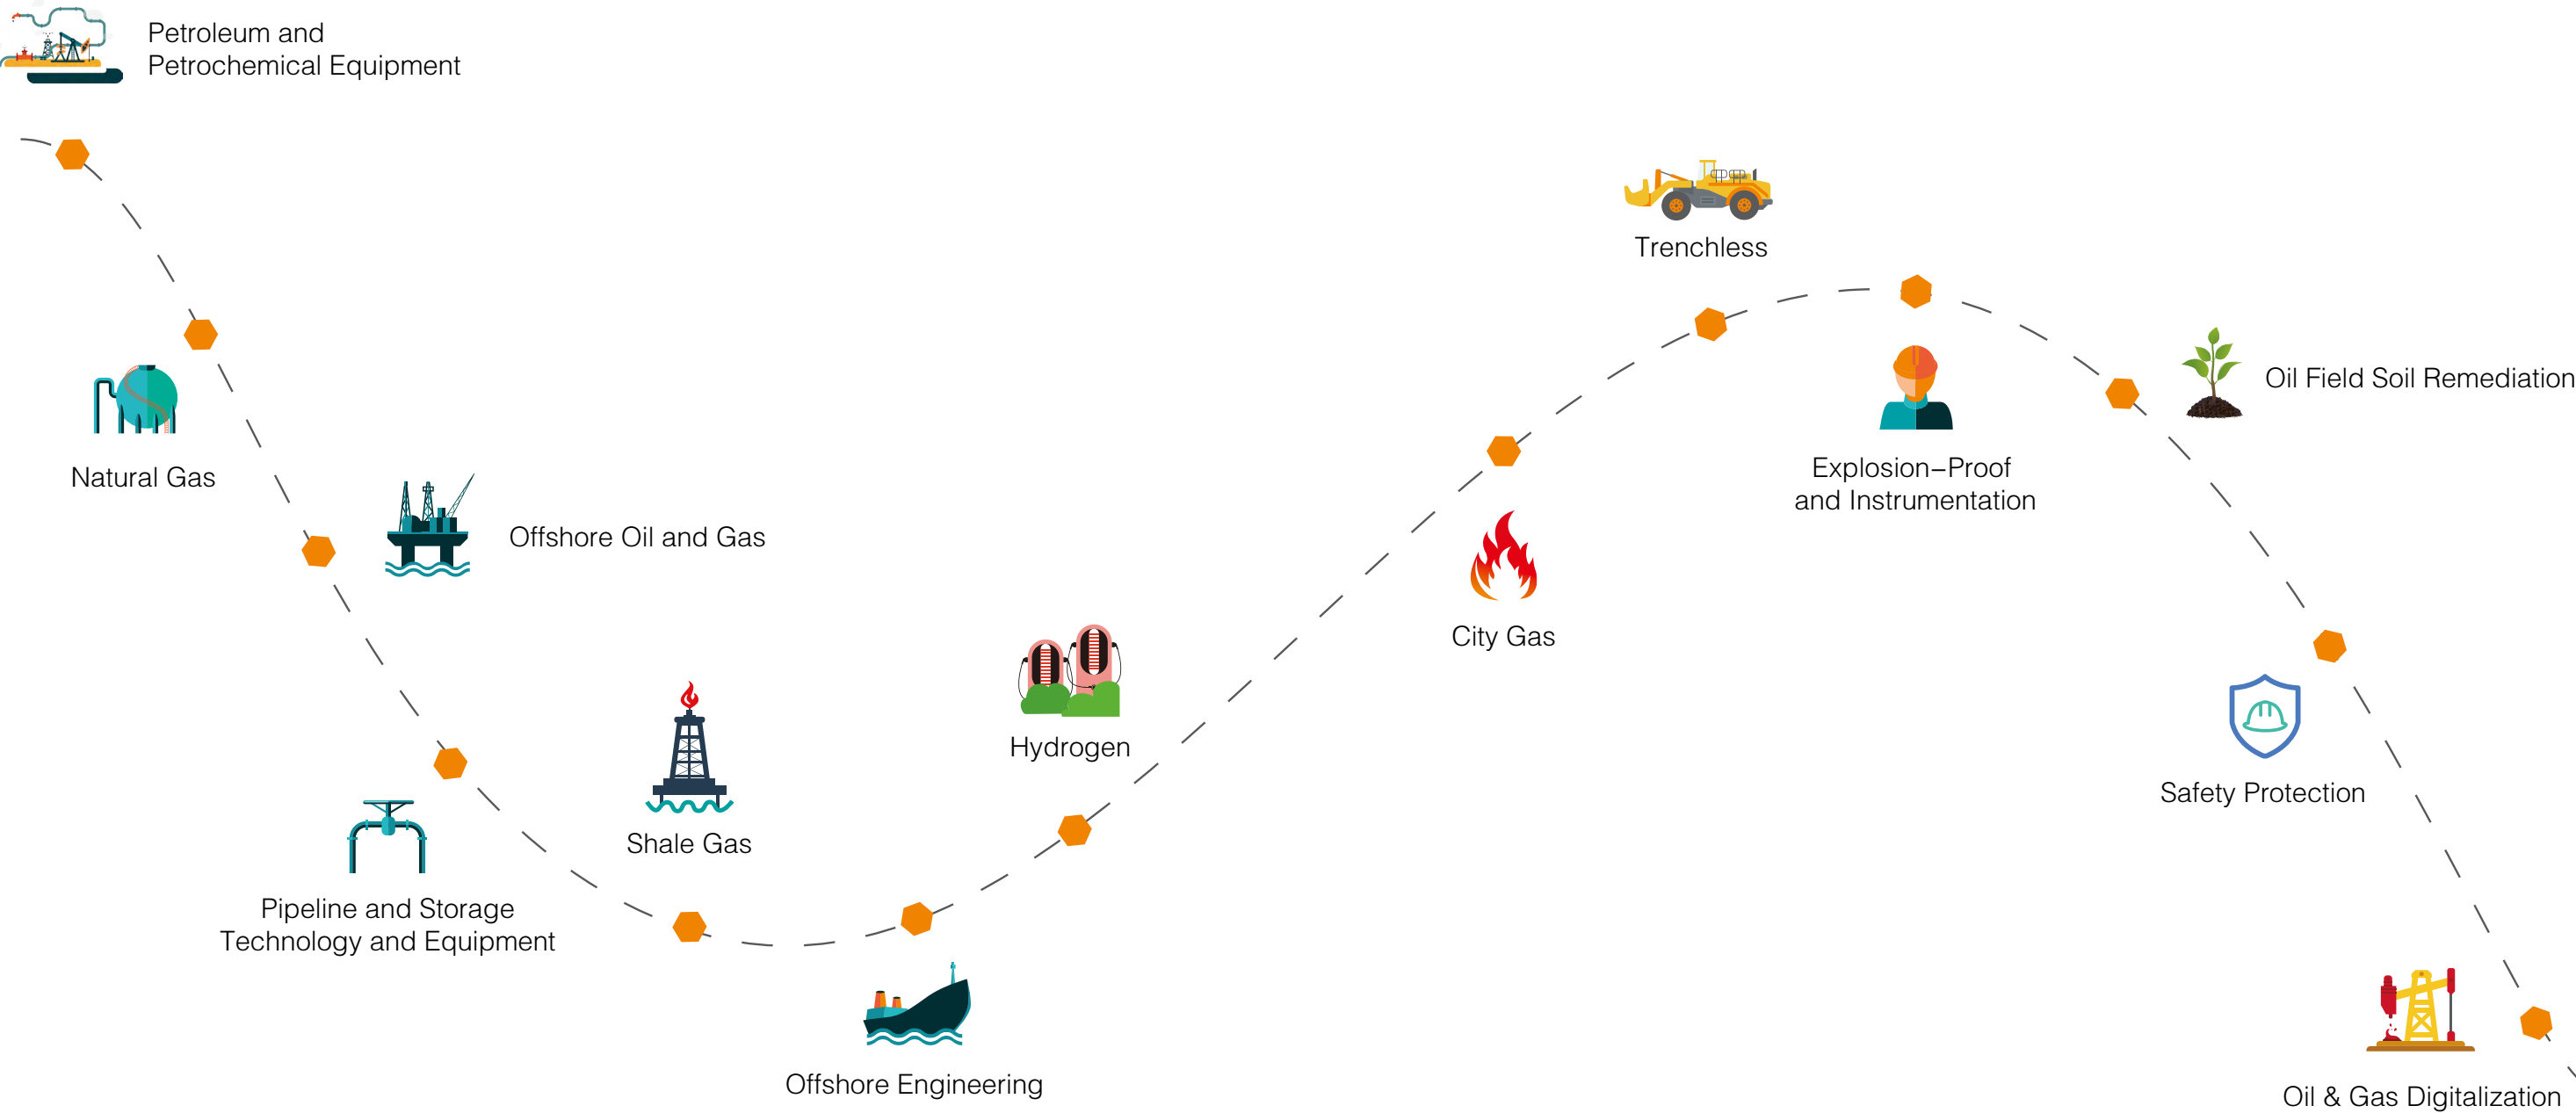 Petroleum and
Petrochemical Equipment
Natural Gas
Offshore Oil and Gas
Pipeline and Storage
Technology and Equipment
Shale Gas
Offshore Engineering
Hydrogen
City Gas
Trenchless
Explosion–Proof
and Instrumentation
Oil Field Soil Remediation
Safety Protection
Oil & Gas Digitalization